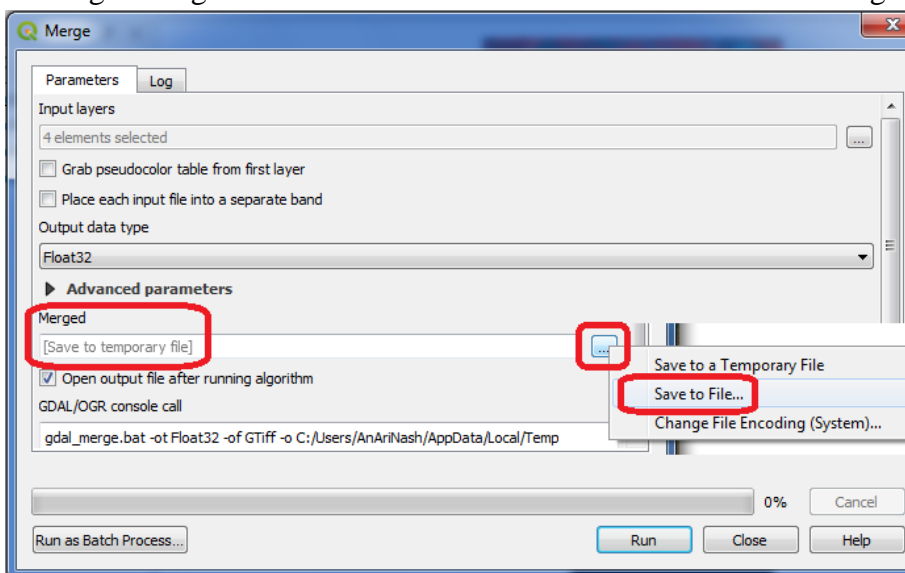 Merge
Parameters Log
Input layers
4 elements selected
...
Grab pseudocolor table from first layer
Place each input file into a separate band
Output data type
Float32
Advanced parameters
Merged
[Save to temporary file]
...
Save to a Temporary File
Open output file after running algorithm
Save to File...
GDAL/OGR console call
Change File Encoding (System)...
gdal_merge.bat -ot Float32 -of GTiff -o C:/Users/AnAriNash/AppData/Local/Temp
0% Cancel
Run as Batch Process... Run Close Help